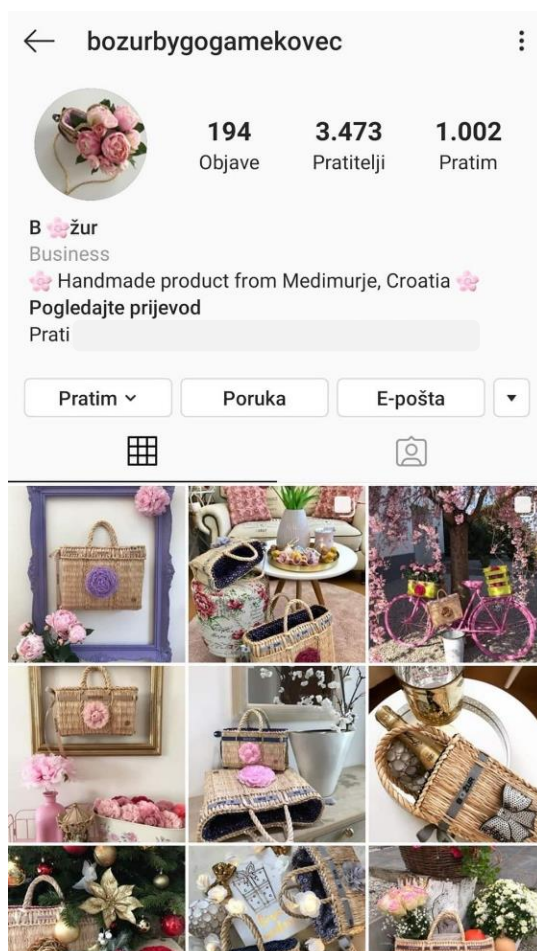 bozurbygogamekovec
194
3.473
1.002
Objave
Pratitelji
Pratim
B🌸žur
Business
🌸 Handmade product from Medimurje, Croatia 🌸
Pogledajte prijevod
Prati
Pratim
Poruka
E-pošta